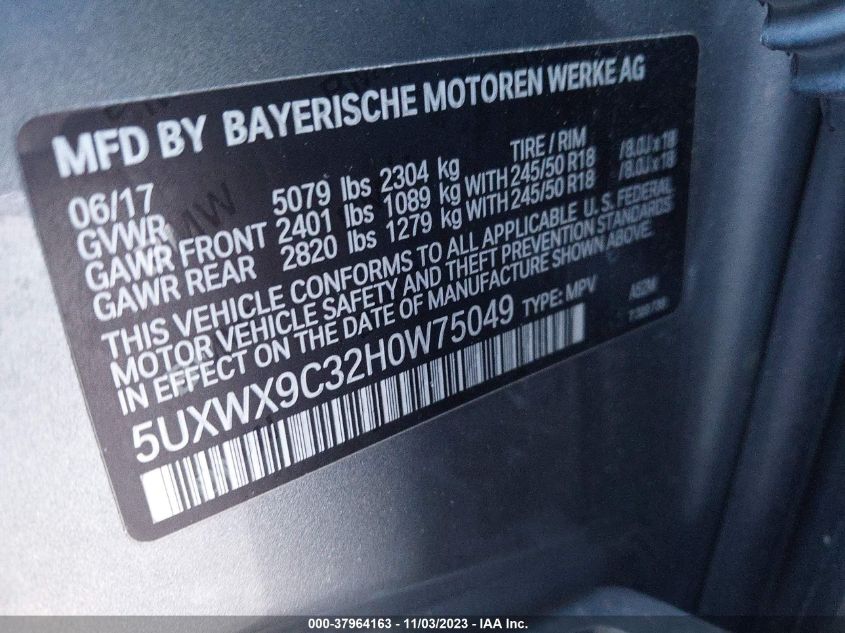 MFD BY BAYERISCHE MOTOREN WERKE AG
06/17 TIRE / RIM
GVWR 5079 lbs 2304 kg
GAWR FRONT 2401 lbs 1089 kg WITH 245/50 R18 /8.0J x 18
GAWR REAR 2820 lbs 1279 kg WITH 245/50 R18 /8.0J x 18
THIS VEHICLE CONFORMS TO ALL APPLICABLE U.S. FEDERAL
MOTOR VEHICLE SAFETY AND THEFT PREVENTION STANDARDS
IN EFFECT ON THE DATE OF MANUFACTURE SHOWN ABOVE.
5UXWX9C32H0W75049 TYPE: MPV A52M
000-37964163 - 11/03/2023 - IAA Inc.